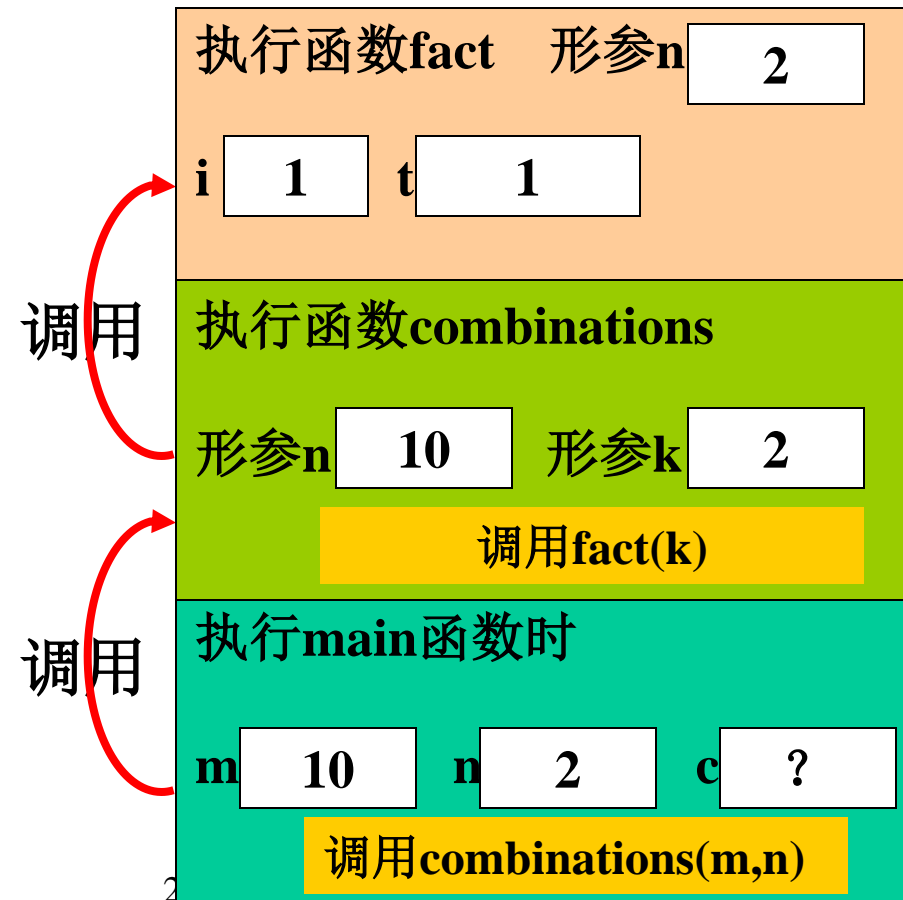 执行函数fact 形参n 2
i 1 t 1
调用
执行函数combinations
形参n 10 形参k 2
调用fact(k)
调用
执行main函数时
m 10 n 2 c ？
调用combinations(m,n)
2